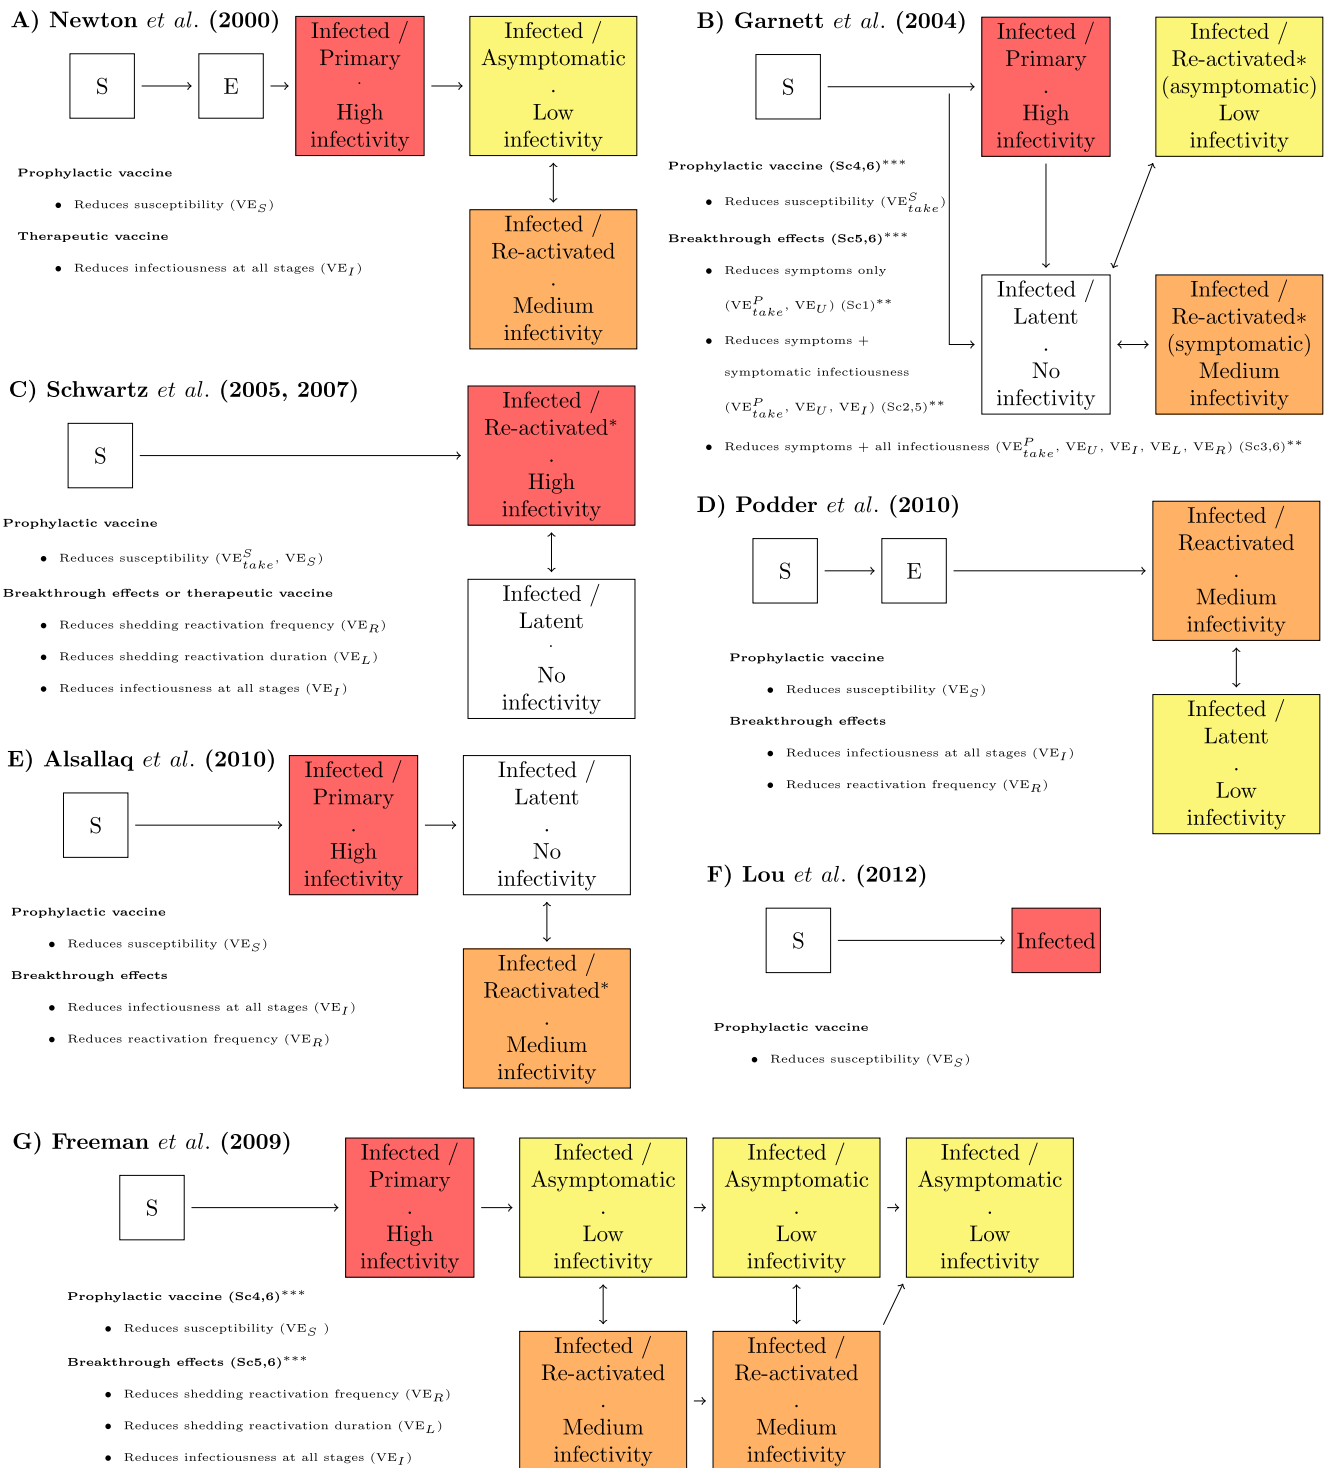 A) Newton et al. (2000)
S
E
Infected /
Primary
.
High
infectivity
Infected /
Asymptomatic
.
Low
infectivity
Infected /
Re-activated
.
Medium
infectivity
Prophylactic vaccine
• Reduces susceptibility (VE_S)
Therapeutic vaccine
• Reduces infectiousness at all stages (VE_I)
B) Garnett et al. (2004)
S
Infected /
Primary
.
High
infectivity
Infected /
Re-activated*
(asymptomatic)
Low
infectivity
Infected /
Latent
.
No
infectivity
Infected /
Re-activated*
(symptomatic)
Medium
infectivity
Prophylactic vaccine (Sc4,6)***
• Reduces susceptibility (VE^S_take)
Breakthrough effects (Sc5,6)***
• Reduces symptoms only
(VE^P_take, VE_U) (Sc1)**
• Reduces symptoms +
symptomatic infectiousness
(VE^P_take, VE_U, VE_I) (Sc2,5)**
• Reduces symptoms + all infectiousness (VE^P_take, VE_U, VE_I, VE_L, VE_R) (Sc3,6)**
C) Schwartz et al. (2005, 2007)
S
Infected /
Re-activated*
.
High
infectivity
Infected /
Latent
.
No
infectivity
Prophylactic vaccine
• Reduces susceptibility (VE^S_take, VE_S)
Breakthrough effects or therapeutic vaccine
• Reduces shedding reactivation frequency (VE_R)
• Reduces shedding reactivation duration (VE_L)
• Reduces infectiousness at all stages (VE_I)
D) Podder et al. (2010)
S
E
Infected /
Reactivated
.
Medium
infectivity
Infected /
Latent
.
Low
infectivity
Prophylactic vaccine
• Reduces susceptibility (VE_S)
Breakthrough effects
• Reduces infectiousness at all stages (VE_I)
• Reduces reactivation frequency (VE_R)
E) Alsallaq et al. (2010)
S
Infected /
Primary
.
High
infectivity
Infected /
Latent
.
No
infectivity
Infected /
Reactivated*
.
Medium
infectivity
Prophylactic vaccine
• Reduces susceptibility (VE_S)
Breakthrough effects
• Reduces infectiousness at all stages (VE_I)
• Reduces reactivation frequency (VE_R)
F) Lou et al. (2012)
S
Infected
Prophylactic vaccine
• Reduces susceptibility (VE_S)
G) Freeman et al. (2009)
S
Infected /
Primary
.
High
infectivity
Infected /
Asymptomatic
.
Low
infectivity
Infected /
Asymptomatic
.
Low
infectivity
Infected /
Asymptomatic
.
Low
infectivity
Infected /
Re-activated
.
Medium
infectivity
Infected /
Re-activated
.
Medium
infectivity
Prophylactic vaccine (Sc4,6)***
• Reduces susceptibility (VE_S )
Breakthrough effects (Sc5,6)***
• Reduces shedding reactivation frequency (VE_R)
• Reduces shedding reactivation duration (VE_L)
• Reduces infectiousness at all stages (VE_I)